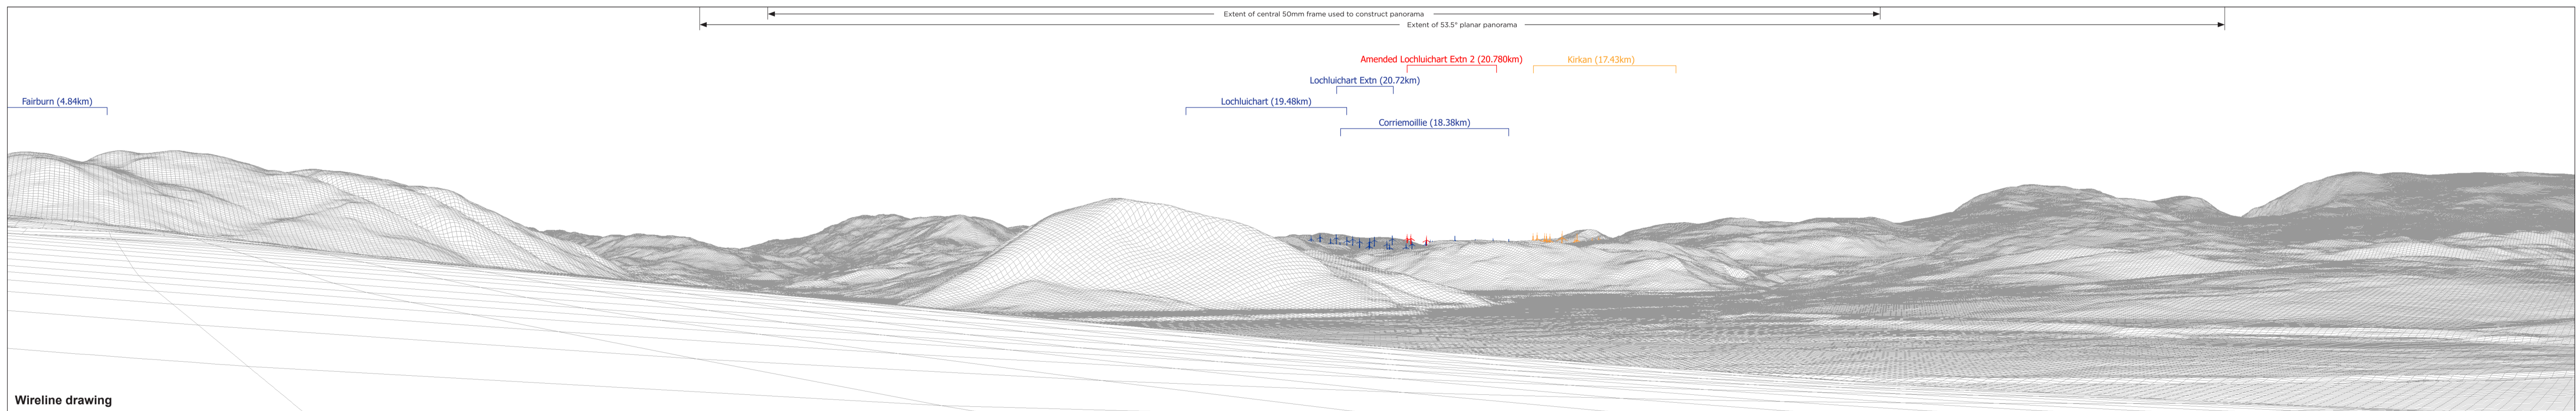 Extent of central 50mm frame used to construct panorama
Extent of 53.5° planar panorama
Amended Lochluichart Extn 2 (20.780km)
Kirkan (17.43km)
Lochluichart Extn (20.72km)
Fairburn (4.84km)
Lochluichart (19.48km)
Corriemoillie (18.38km)
Wireline drawing